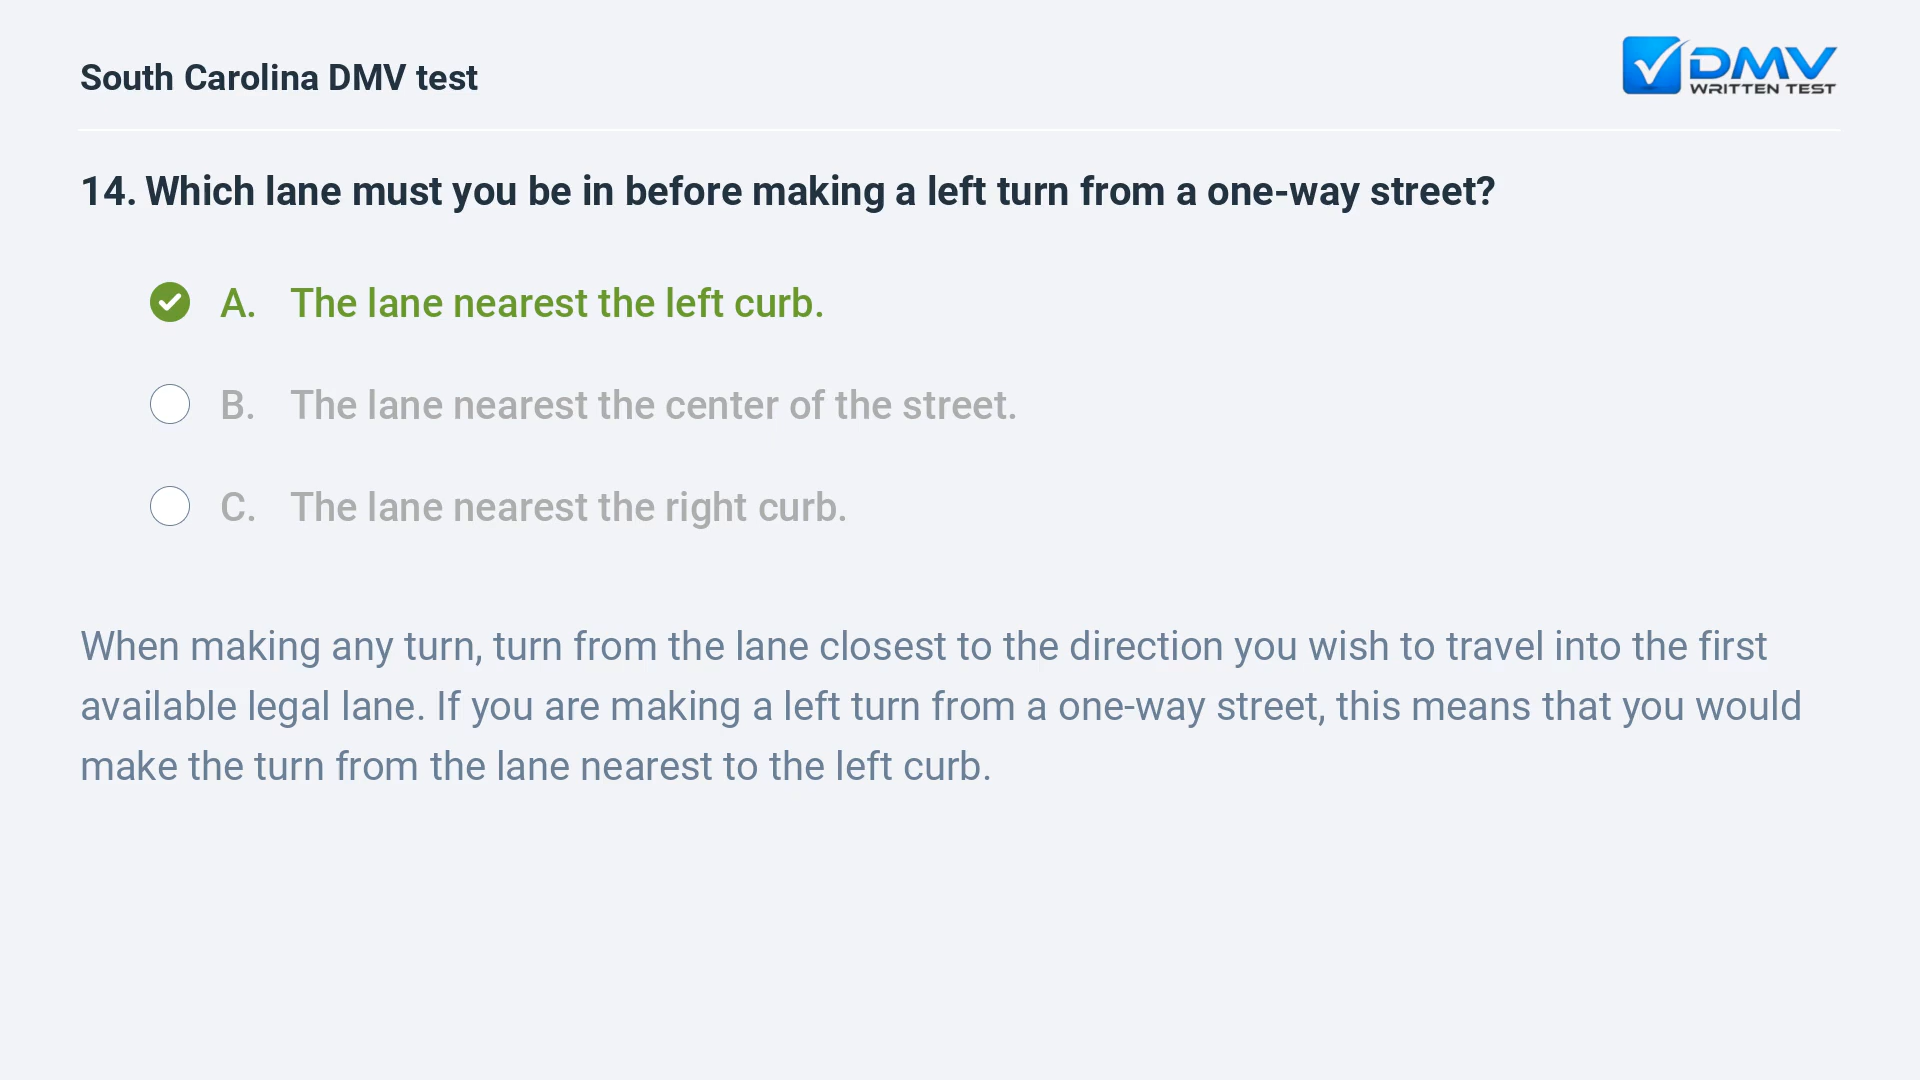 South Carolina DMV test
DMV
WRITTEN TEST
14. Which lane must you be in before making a left turn from a one-way street?
A. The lane nearest the left curb.
B. The lane nearest the center of the street.
C. The lane nearest the right curb.
When making any turn, turn from the lane closest to the direction you wish to travel into the first
available legal lane. If you are making a left turn from a one-way street, this means that you would
make the turn from the lane nearest to the left curb.